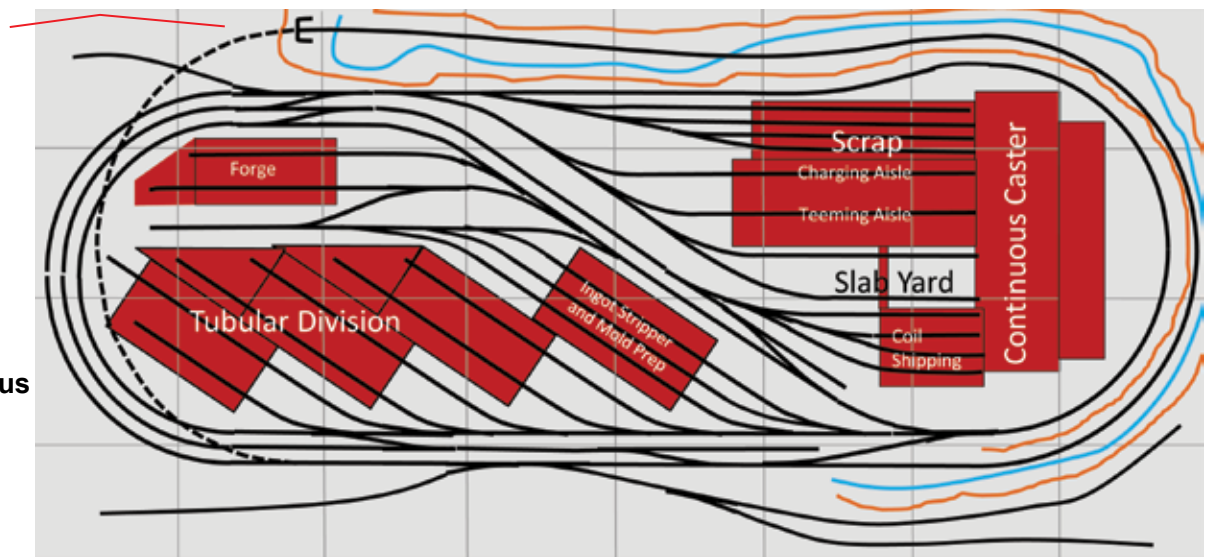 E
Forge
Scrap
Charging Aisle
Teeming Aisle
Continuous Caster
Slab Yard
Coil
Shipping
Ingot Stripper
and Mold Prep
Tubular Division
us